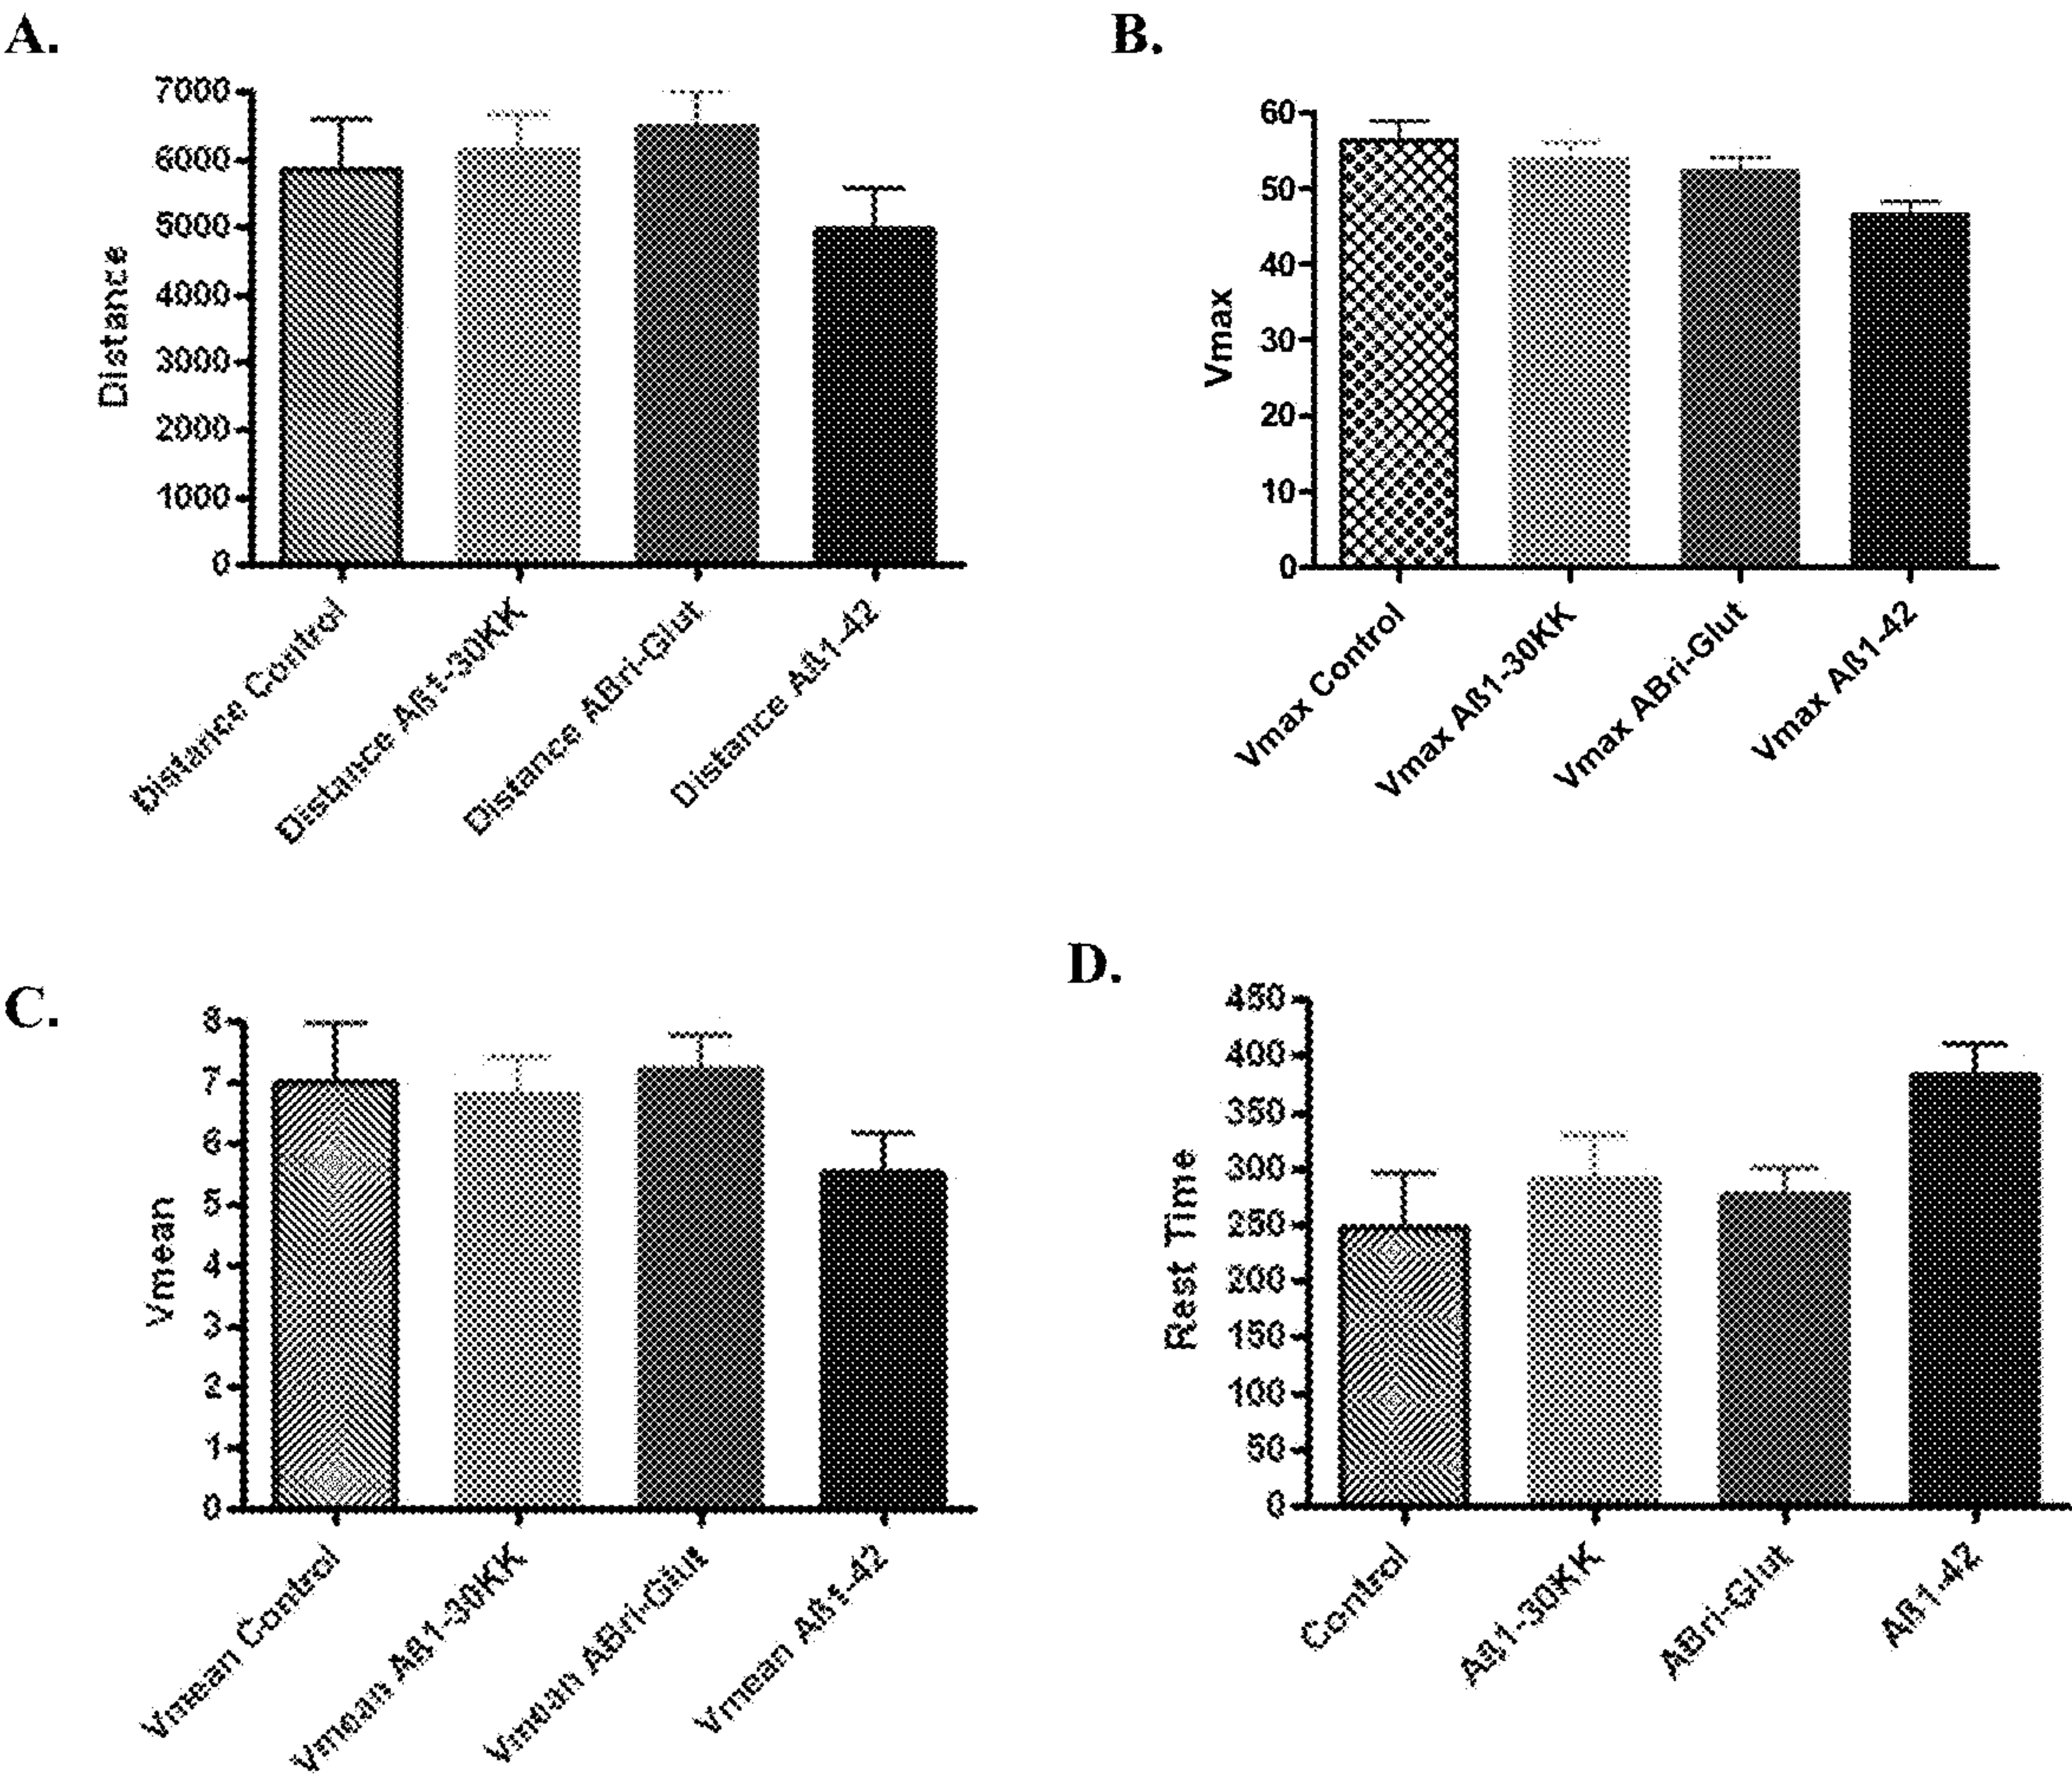 A.
Distance
7000
6000
5000
4000
3000
2000
1000
0
Distance Control
Distance Aß1-30KK
Distance ABri-Glut
Distance Aß1-42
B.
Vmax
60
50
40
30
20
10
0
Vmax Control
Vmax Aß1-30KK
Vmax ABri-Glut
Vmax Aß1-42
C.
Vmean
8
7
6
5
4
3
2
1
0
Vmean Control
Vmean Aß1-30KK
Vmean ABri-Glut
Vmean Aß1-42
D.
Rest Time
450
400
350
300
250
200
150
100
50
0
Control
Aß1-30KK
ABri-Glut
Aß1-42